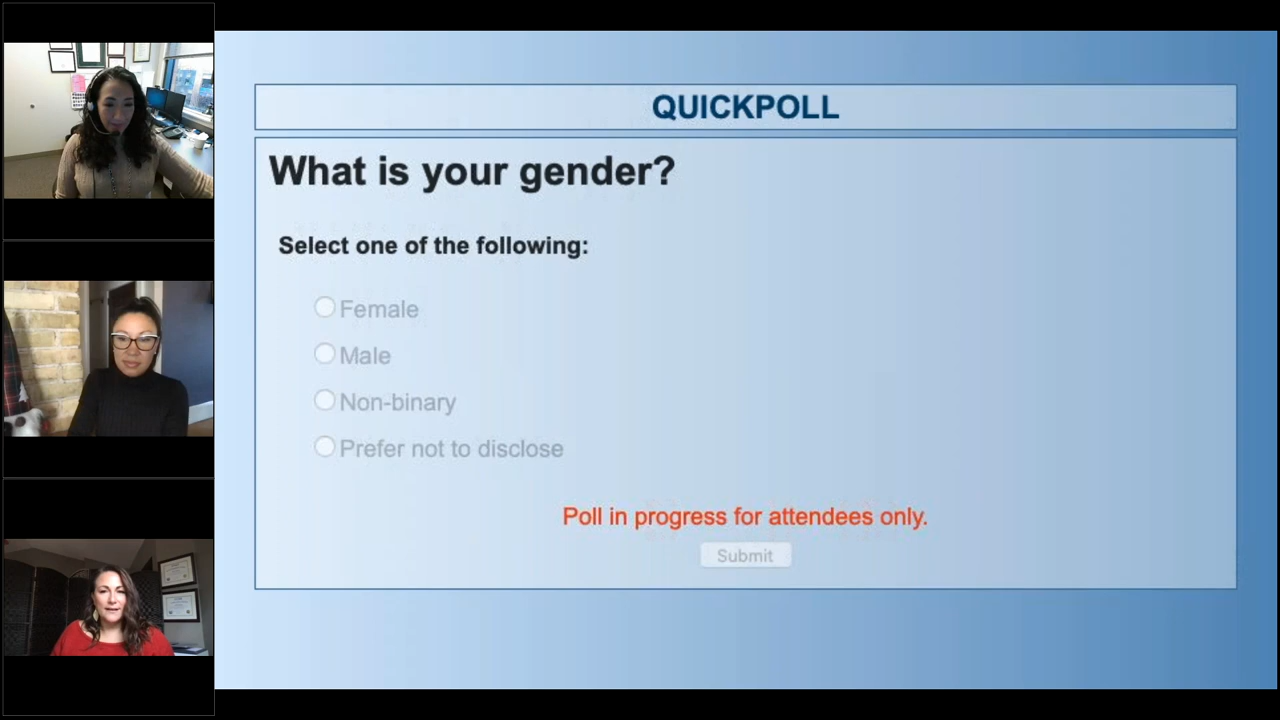 QUICKPOLL
What is your gender?
Select one of the following:
Female
Male
Non-binary
Prefer not to disclose
Poll in progress for attendees only.
Submit